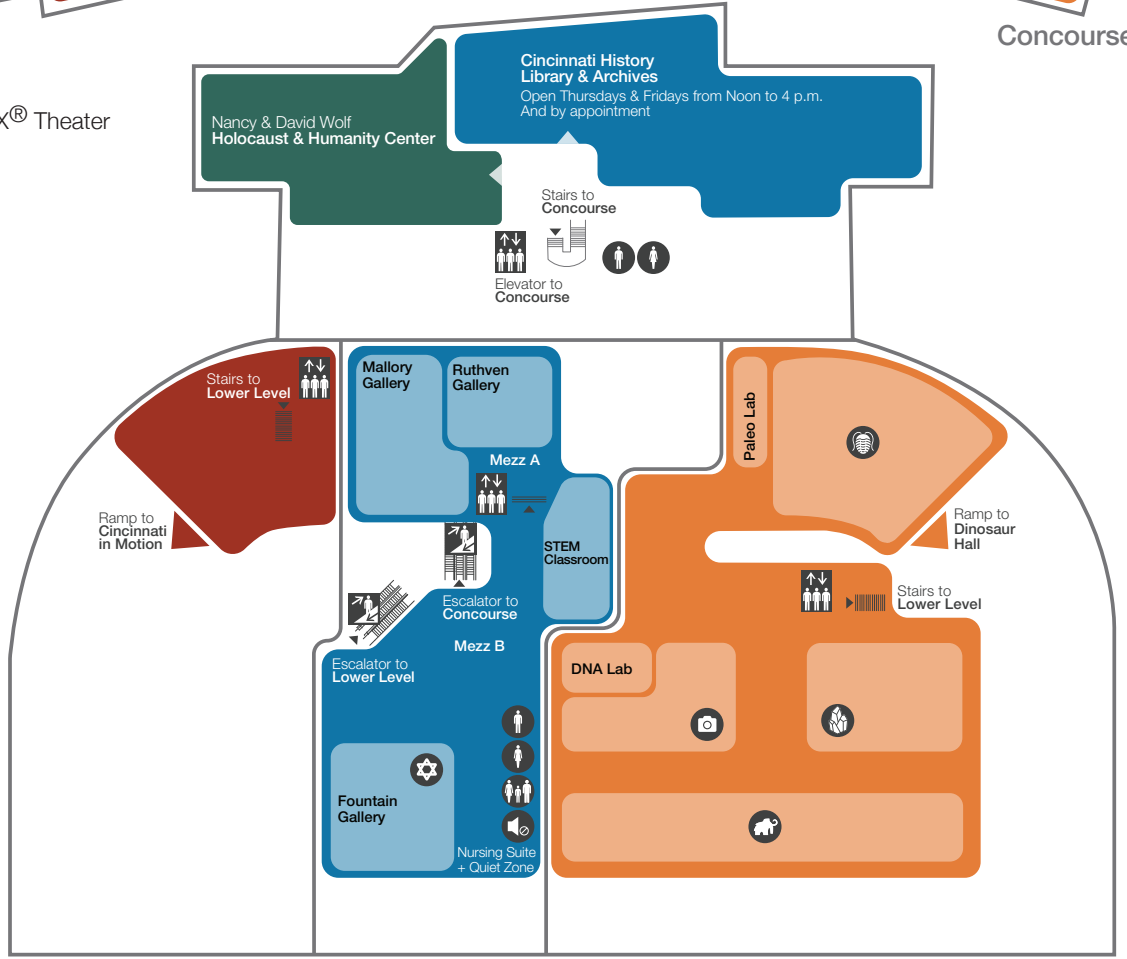 Concourse
x® Theater
Cincinnati History
Library & Archives
Open Thursdays & Fridays from Noon to 4 p.m.
And by appointment
Nancy & David Wolf
Holocaust & Humanity Center
Stairs to
Concourse
Elevator to
Concourse
Stairs to
Lower Level
Ramp to
Cincinnati
in Motion
Mallory
Gallery
Ruthven
Gallery
Mezz A
STEM
Classroom
Escalator to
Concourse
Mezz B
Escalator to
Lower Level
Fountain
Gallery
Nursing Suite
+ Quiet Zone
Paleo Lab
Ramp to
Dinosaur
Hall
Stairs to
Lower Level
DNA Lab